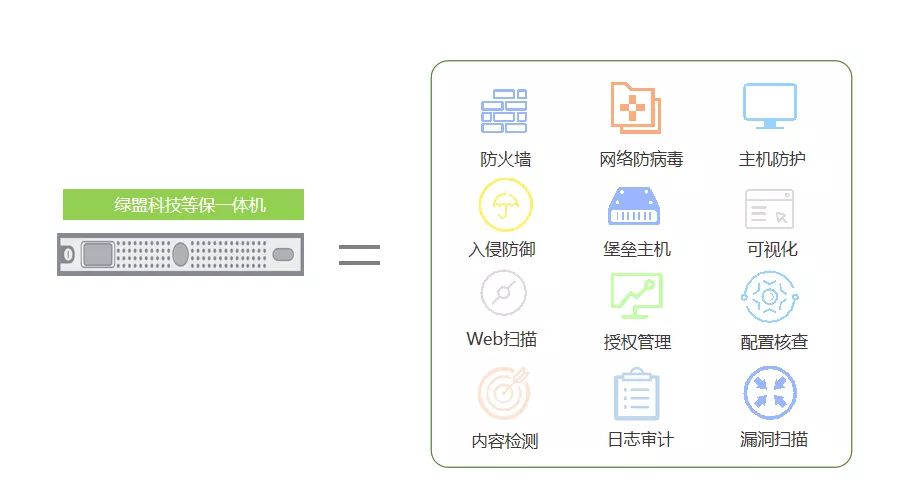 绿盟科技等保一体机
防火墙
网络防病毒
主机防护
入侵防御
堡垒主机
可视化
Web扫描
授权管理
配置核查
内容检测
日志审计
漏洞扫描